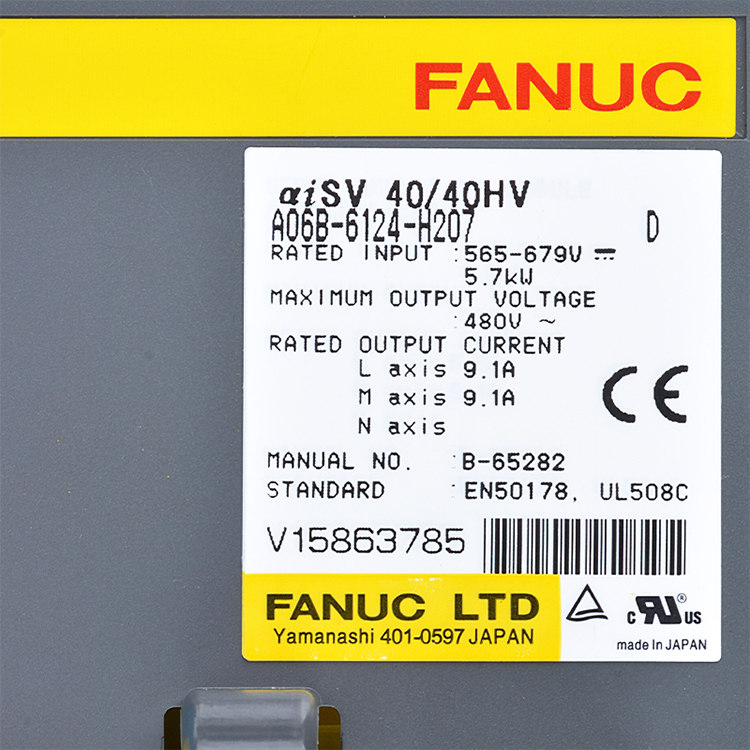 FANUC
αiSV 40/40HV
A06B-6124-H207 D
RATED INPUT :565-679V ⎓
5.7kW
MAXIMUM OUTPUT VOLTAGE
:480V ~
RATED OUTPUT CURRENT
L axis 9.1A
M axis 9.1A
N axis
CE
MANUAL NO. :B-65282
STANDARD :EN50178, UL508C
V15863785
FANUC LTD
Yamanashi 401-0597 JAPAN
c RU ® US
made In JAPAN